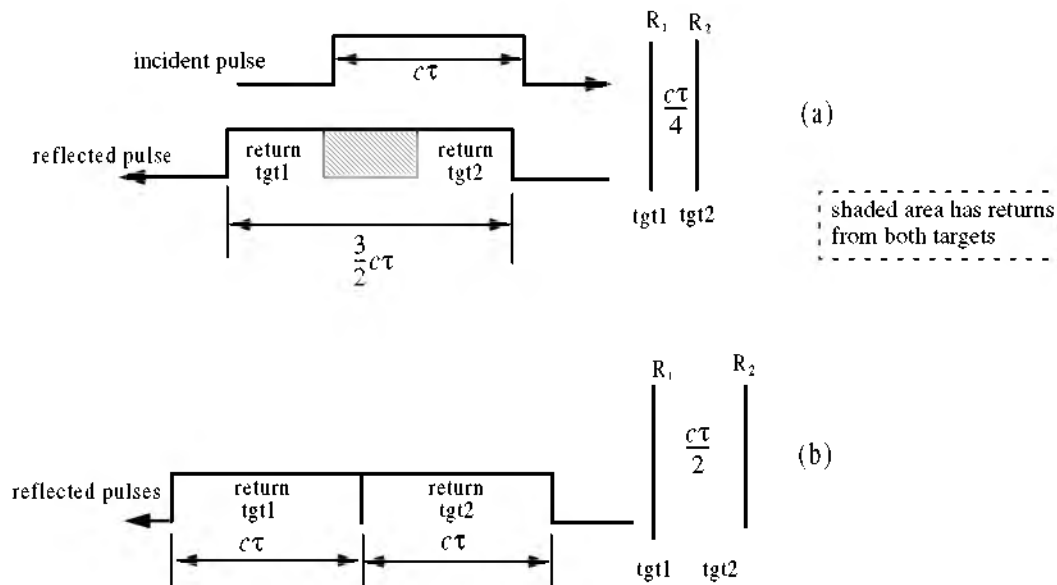 R₁ R₂
incident pulse
cτ
cτ/4
(a)
reflected pulse
return tgt1
return tgt2
tgt1 tgt2
shaded area has returns
from both targets
3/2 cτ
R₁ R₂
cτ/2
(b)
reflected pulses
return tgt1
return tgt2
cτ cτ
tgt1 tgt2